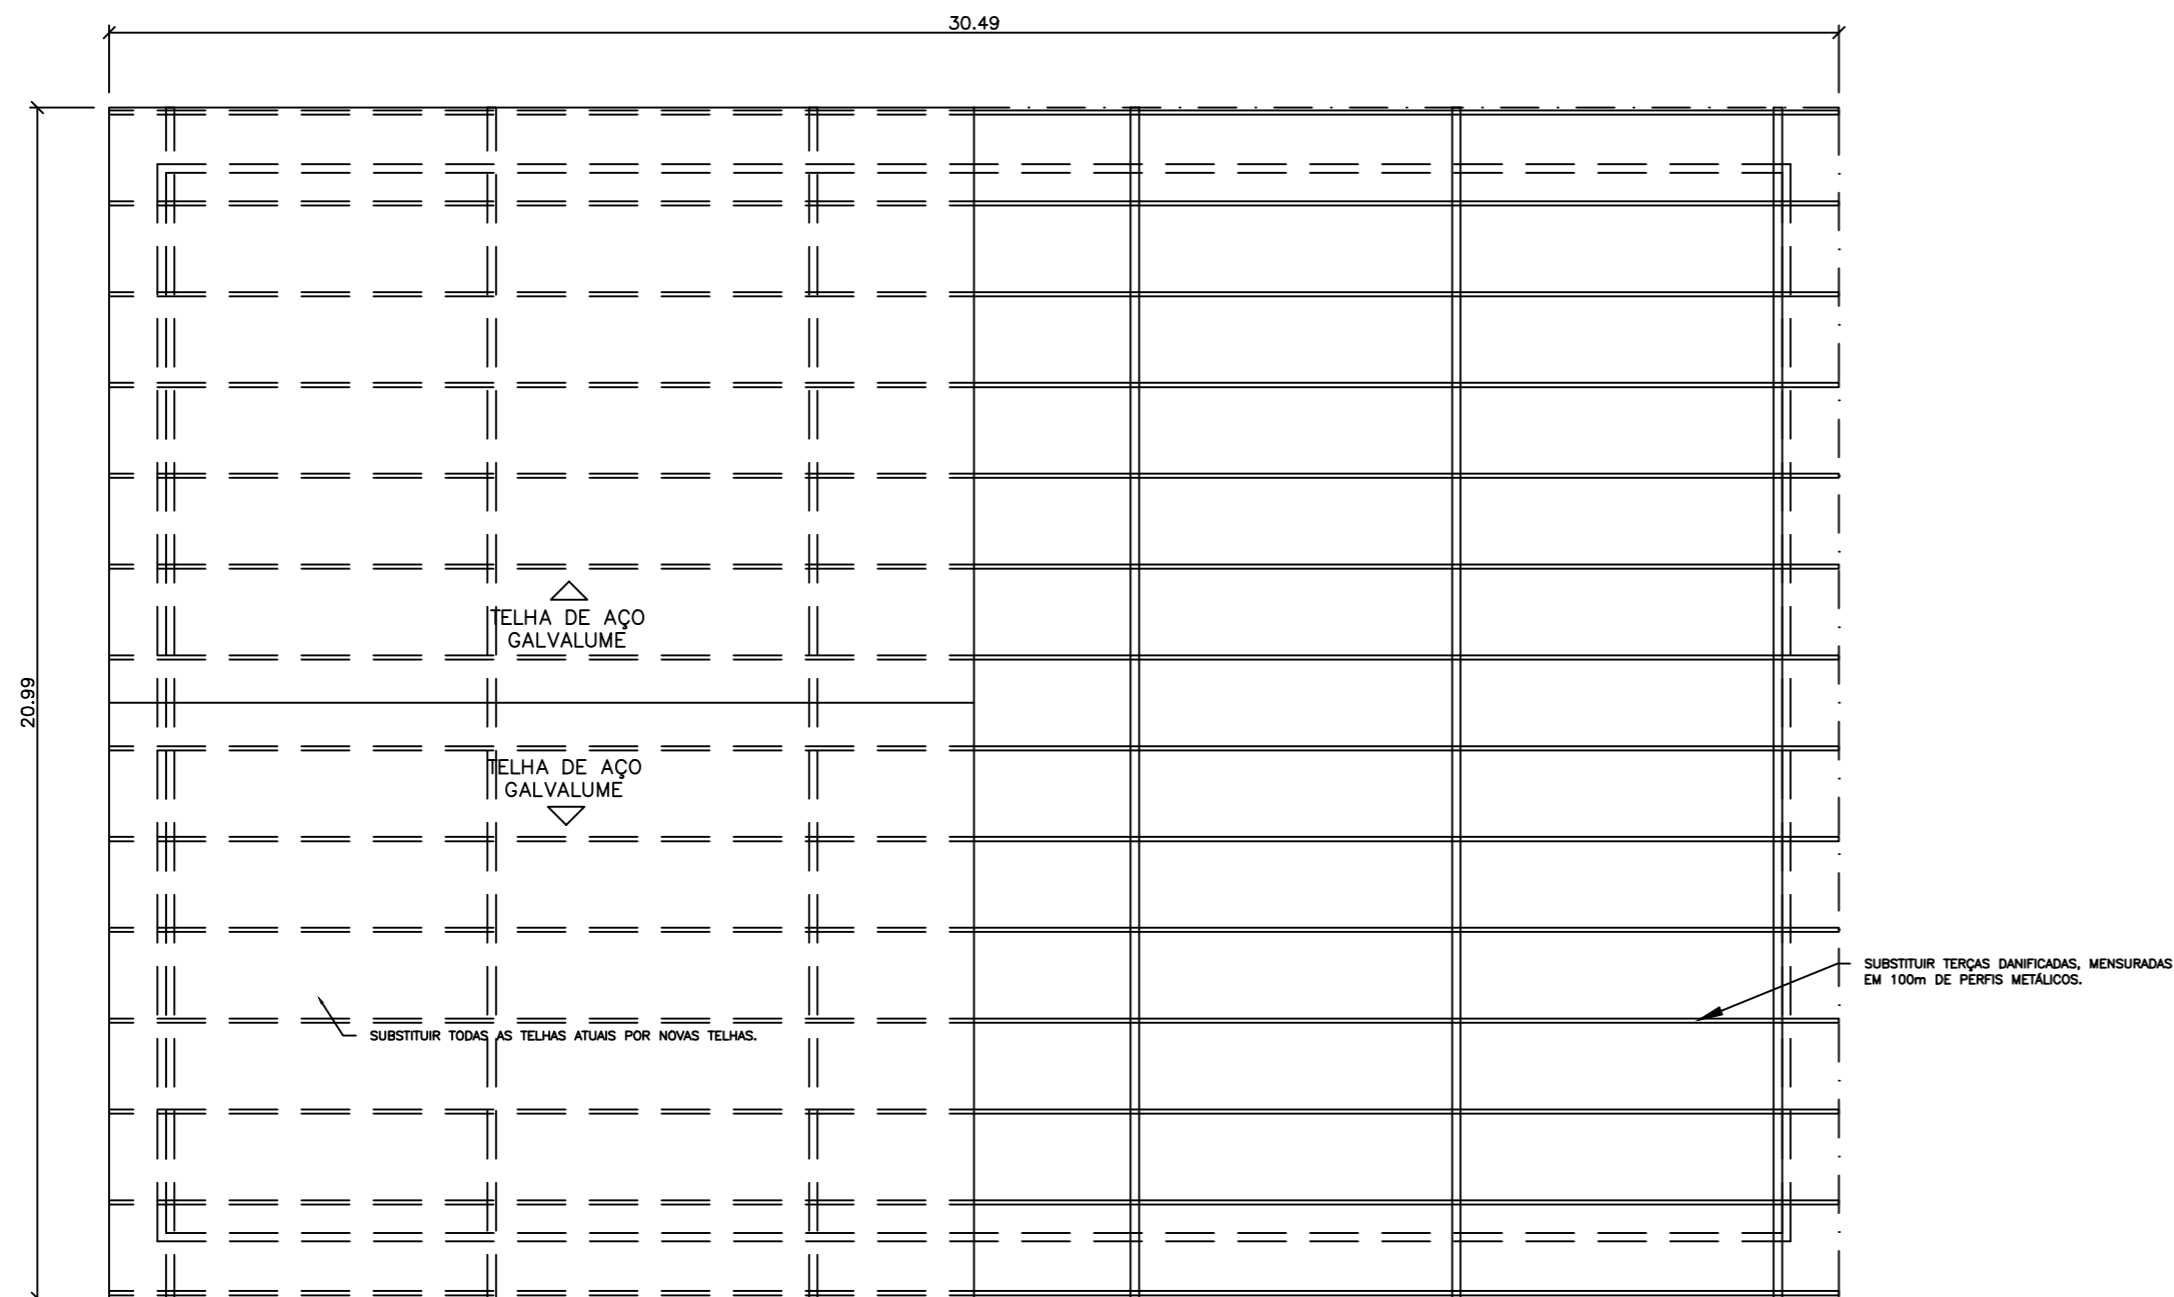 30.49
TELHA DE AÇO
GALVALUME
20.99
TELHA DE AÇO
GALVALUME
SUBSTITUIR TERÇAS DANIFICADAS, MENSURADAS
EM 100m DE PERFIS METÁLICOS.
SUBSTITUIR TODAS AS TELHAS ATUAIS POR NOVAS TELHAS.